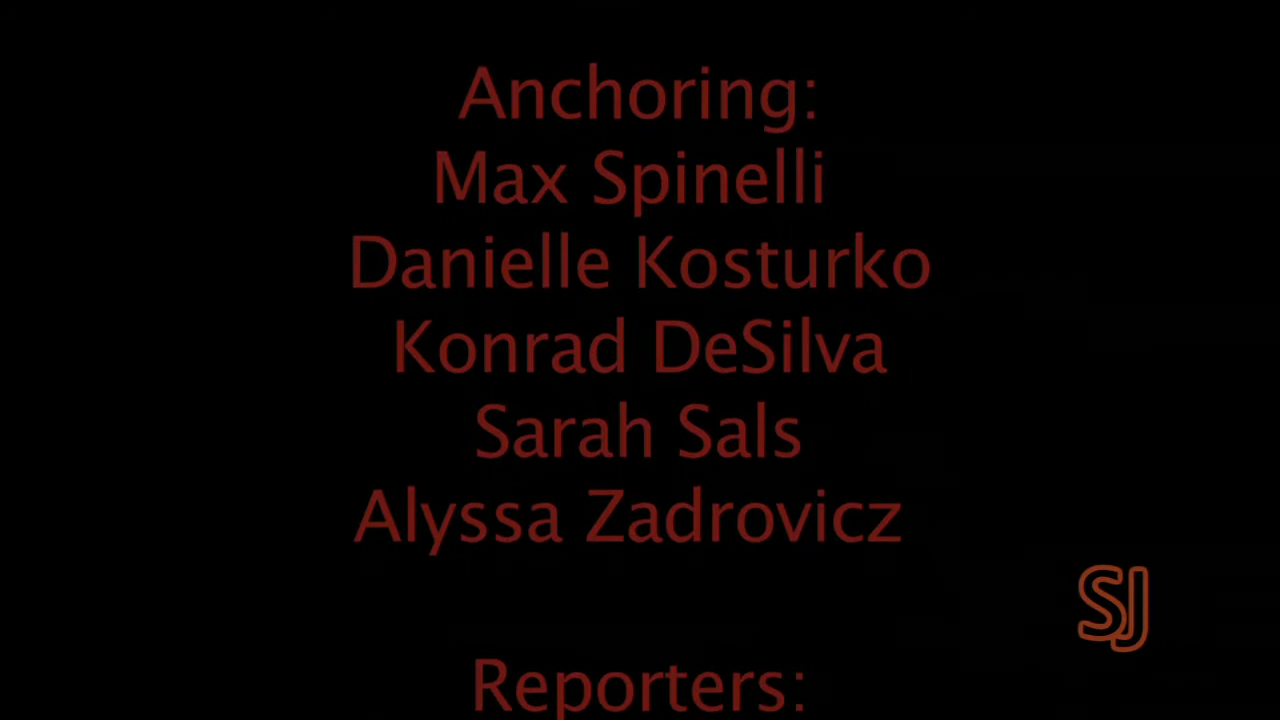 Anchoring:
Max Spinelli
Danielle Kosturko
Konrad DeSilva
Sarah Sals
Alyssa Zadrovicz
SJ
Reporters: